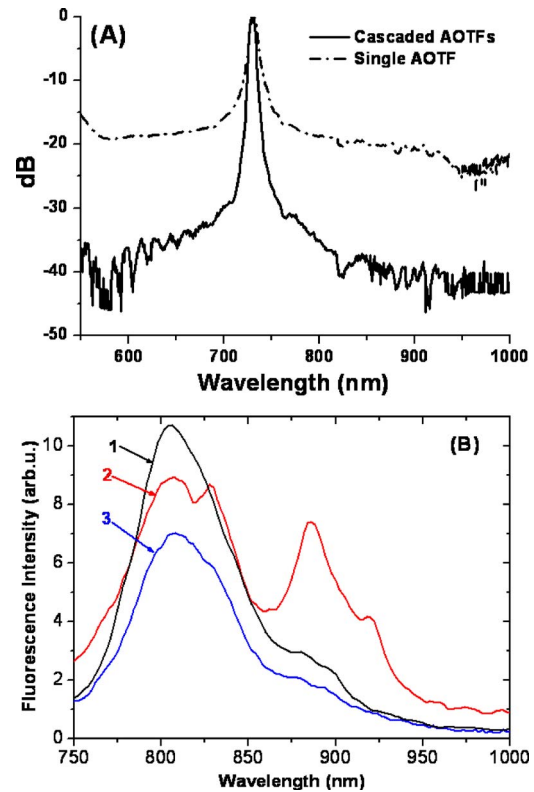 (A)
Cascaded AOTFs
Single AOTF
0
-10
-20
-30
-40
-50
dB
600 700 800 900 1000
Wavelength (nm)
(B)
1
2
3
10
8
6
4
2
0
Fluorescence Intensity (arb.u.)
750 800 850 900 950 1000
Wavelength (nm)